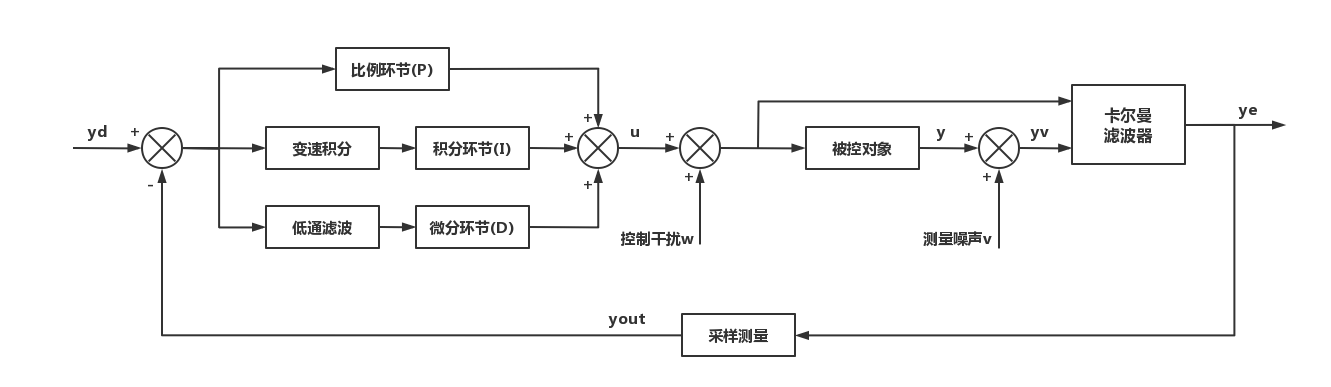 比例环节(P)
yd
+
-
变速积分
积分环节(I)
低通滤波
微分环节(D)
+
+
+
u
+
+
控制干扰w
被控对象
y
+
+
测量噪声v
yv
卡尔曼
滤波器
ye
yout
采样测量